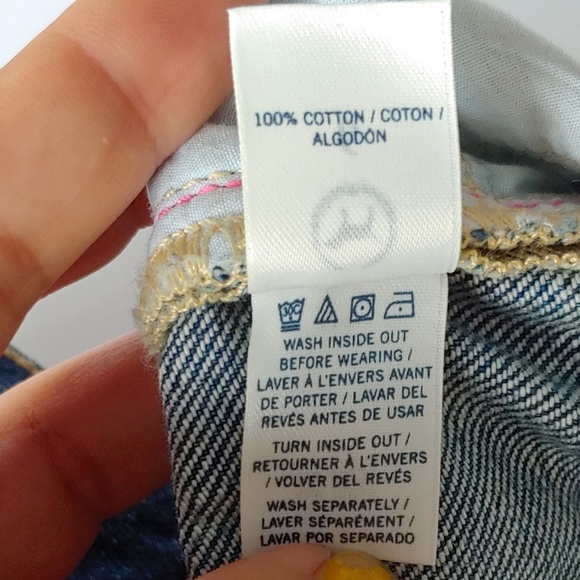 100% COTTON / COTON /
ALGODÓN
30C
WASH INSIDE OUT
BEFORE WEARING /
LAVER À L'ENVERS AVANT
DE PORTER / LAVAR DEL
REVÉS ANTES DE USAR
TURN INSIDE OUT /
RETOURNER À L'ENVERS
/ VOLVER DEL REVÉS
WASH SEPARATELY /
LAVER SÉPARÉMENT /
LAVAR POR SEPARADO